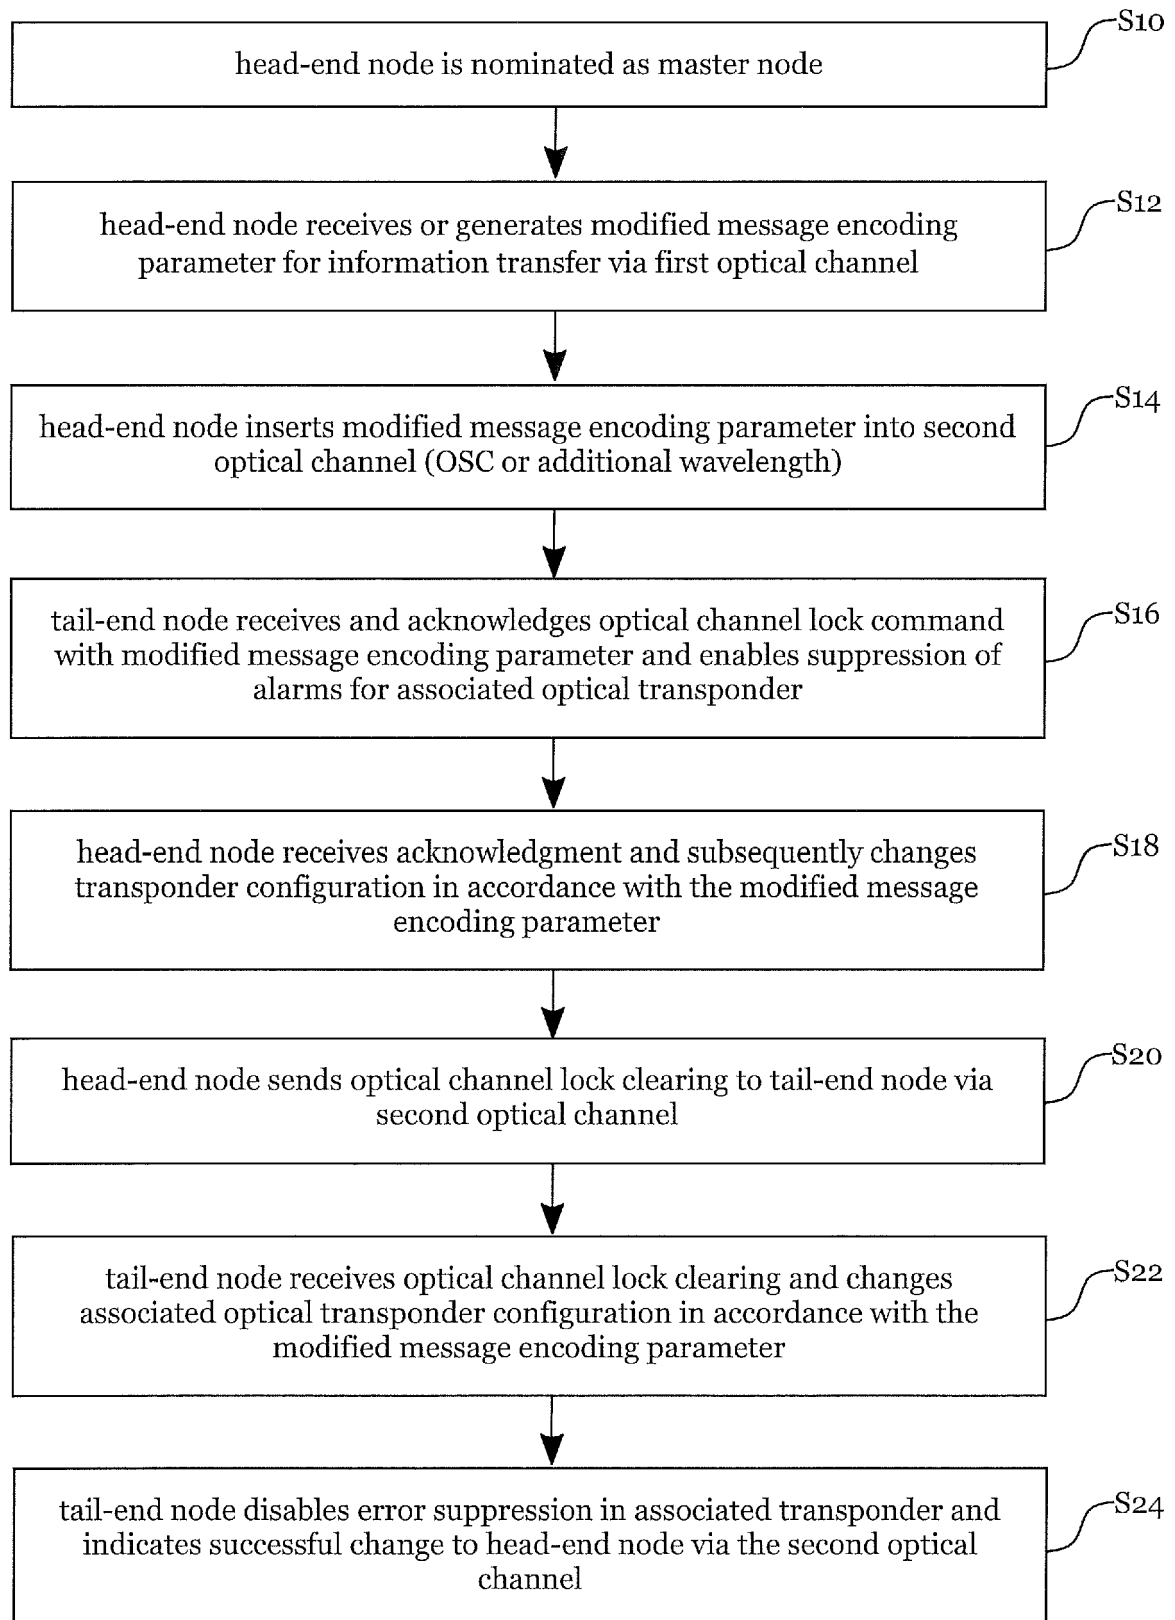 S10
head-end node is nominated as master node
S12
head-end node receives or generates modified message encoding
parameter for information transfer via first optical channel
S14
head-end node inserts modified message encoding parameter into second
optical channel (OSC or additional wavelength)
S16
tail-end node receives and acknowledges optical channel lock command
with modified message encoding parameter and enables suppression of
alarms for associated optical transponder
S18
head-end node receives acknowledgment and subsequently changes
transponder configuration in accordance with the modified message
encoding parameter
S20
head-end node sends optical channel lock clearing to tail-end node via
second optical channel
S22
tail-end node receives optical channel lock clearing and changes
associated optical transponder configuration in accordance with the
modified message encoding parameter
S24
tail-end node disables error suppression in associated transponder and
indicates successful change to head-end node via the second optical
channel